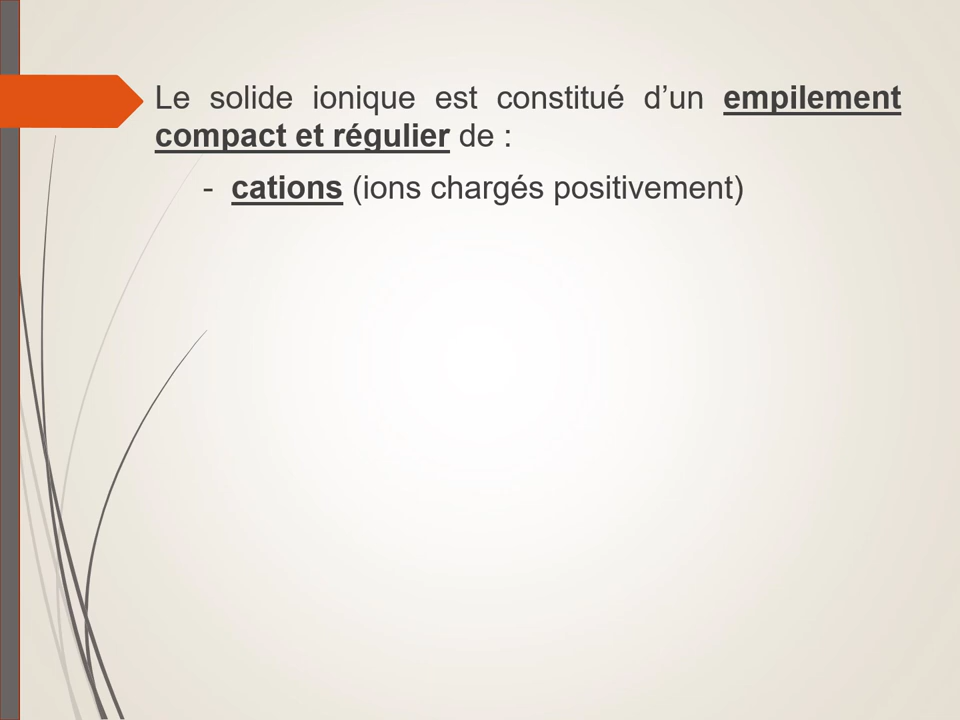 Le solide ionique est constitué d’un empilement
compact et régulier de :
- cations (ions chargés positivement)